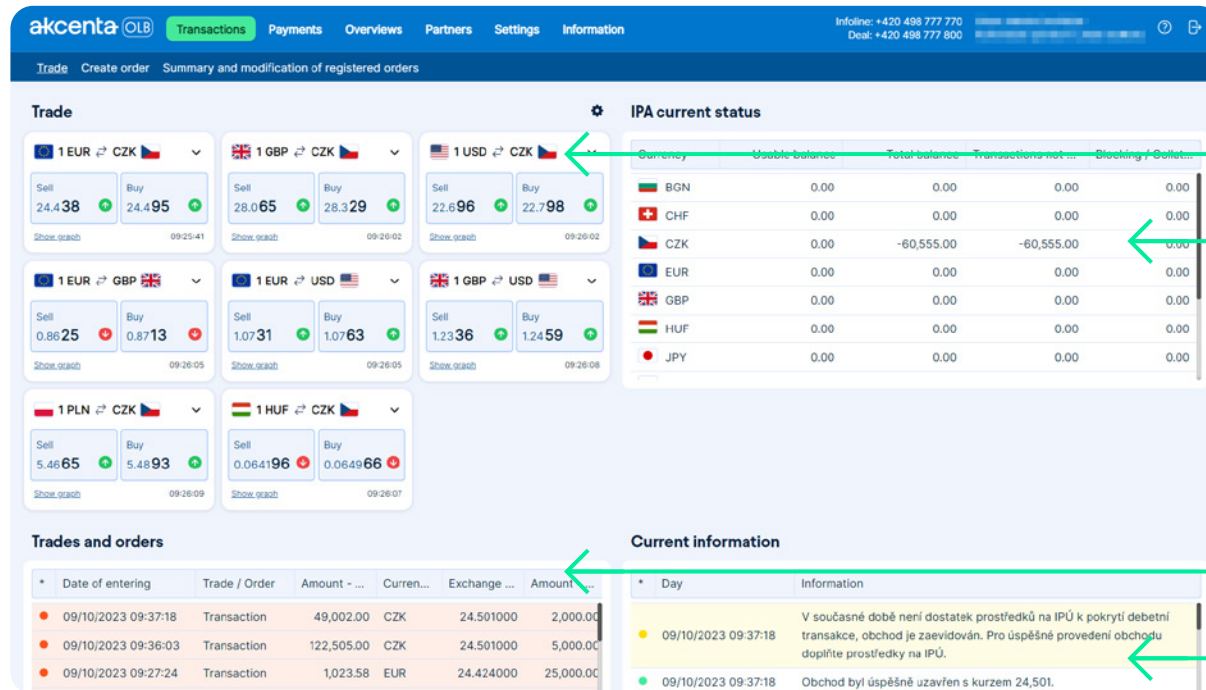 akcenta OLB Transactions Payments Overviews Partners Settings Information
Infoline: +420 498 777 770
Deal: +420 498 777 800
Trade Create order Summary and modification of registered orders
Trade
1 EUR ⇄ CZK
Sell Buy
24.438 24.495
Show graph 09:25:41
1 GBP ⇄ CZK
Sell Buy
28.065 28.329
Show graph 09:26:02
1 USD ⇄ CZK
Sell Buy
22.696 22.798
Show graph 09:26:02
1 EUR ⇄ GBP
Sell Buy
0.8625 0.8713
Show graph 09:26:05
1 EUR ⇄ USD
Sell Buy
1.0731 1.0763
Show graph 09:26:05
1 GBP ⇄ USD
Sell Buy
1.2336 1.2459
Show graph 09:26:08
1 PLN ⇄ CZK
Sell Buy
5.4665 5.4893
Show graph 09:26:09
1 HUF ⇄ CZK
Sell Buy
0.064196 0.064966
Show graph 09:26:07
IPA current status
Currency Usable balance Total balance Transactions not ... Blocking / Collat...
BGN 0.00 0.00 0.00 0.00
CHF 0.00 0.00 0.00 0.00
CZK 0.00 -60,555.00 -60,555.00 0.00
EUR 0.00 0.00 0.00 0.00
GBP 0.00 0.00 0.00 0.00
HUF 0.00 0.00 0.00 0.00
JPY 0.00 0.00 0.00 0.00
Trades and orders
* Date of entering Trade / Order Amount - ... Curren... Exchange ... Amount ...
09/10/2023 09:37:18 Transaction 49,002.00 CZK 24.501000 2,000.00
09/10/2023 09:36:03 Transaction 122,505.00 CZK 24.501000 5,000.00
09/10/2023 09:27:24 Transaction 1,023.58 EUR 24.424000 25,000.00
Current information
* Day Information
09/10/2023 09:37:18 V současné době není dostatek prostředků na IPÚ k pokrytí debetní
transakce, obchod je zaevidován. Pro úspěšné provedení obchodu
doplňte prostředky na IPÚ.
09/10/2023 09:37:18 Obchod byl úspěšně uzavřen s kurzem 24,501.